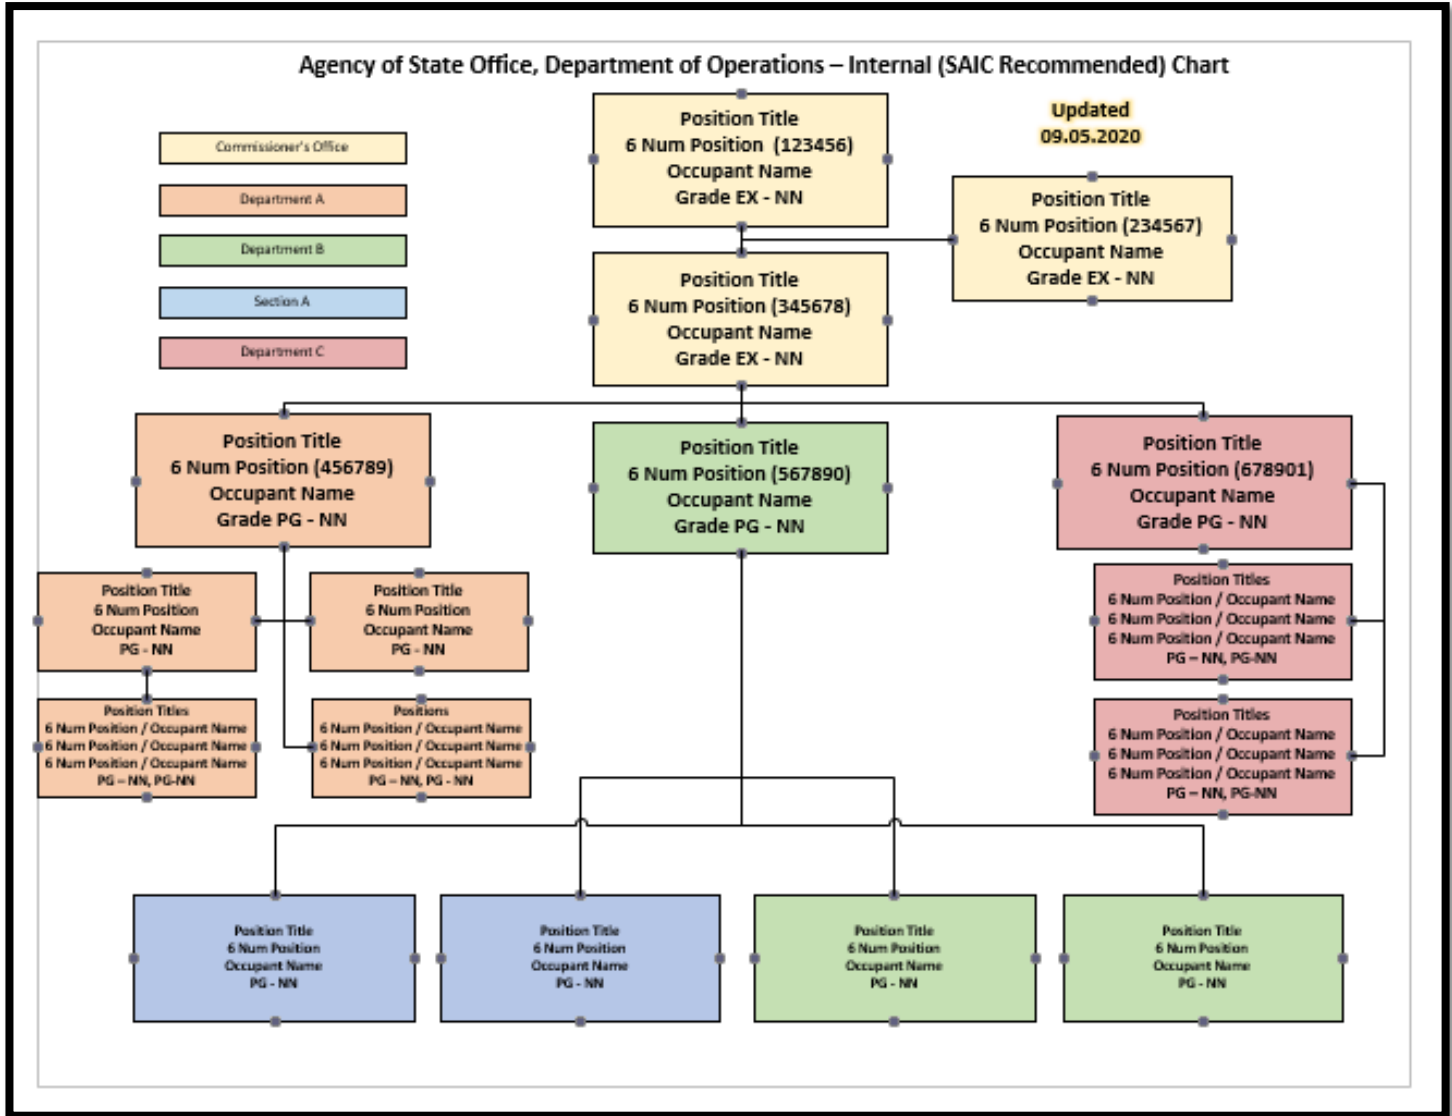 Agency of State Office, Department of Operations – Internal (SAIC Recommended) Chart
Updated
09.05.2020
Commissioner's Office
Department A
Department B
Section A
Department C
Position Title
6 Num Position (123456)
Occupant Name
Grade EX - NN
Position Title
6 Num Position (234567)
Occupant Name
Grade EX - NN
Position Title
6 Num Position (345678)
Occupant Name
Grade EX - NN
Position Title
6 Num Position (456789)
Occupant Name
Grade PG - NN
Position Title
6 Num Position (567890)
Occupant Name
Grade PG - NN
Position Title
6 Num Position (678901)
Occupant Name
Grade PG - NN
Position Title
6 Num Position
Occupant Name
PG - NN
Position Title
6 Num Position
Occupant Name
PG - NN
Position Titles
6 Num Position / Occupant Name
6 Num Position / Occupant Name
6 Num Position / Occupant Name
PG – NN, PG-NN
Position Titles
6 Num Position / Occupant Name
6 Num Position / Occupant Name
6 Num Position / Occupant Name
PG – NN, PG-NN
Positions
6 Num Position / Occupant Name
6 Num Position / Occupant Name
6 Num Position / Occupant Name
PG – NN, PG - NN
Position Titles
6 Num Position / Occupant Name
6 Num Position / Occupant Name
6 Num Position / Occupant Name
PG – NN, PG-NN
Position Title
6 Num Position
Occupant Name
PG - NN
Position Title
6 Num Position
Occupant Name
PG - NN
Position Title
6 Num Position
Occupant Name
PG - NN
Position Title
6 Num Position
Occupant Name
PG - NN